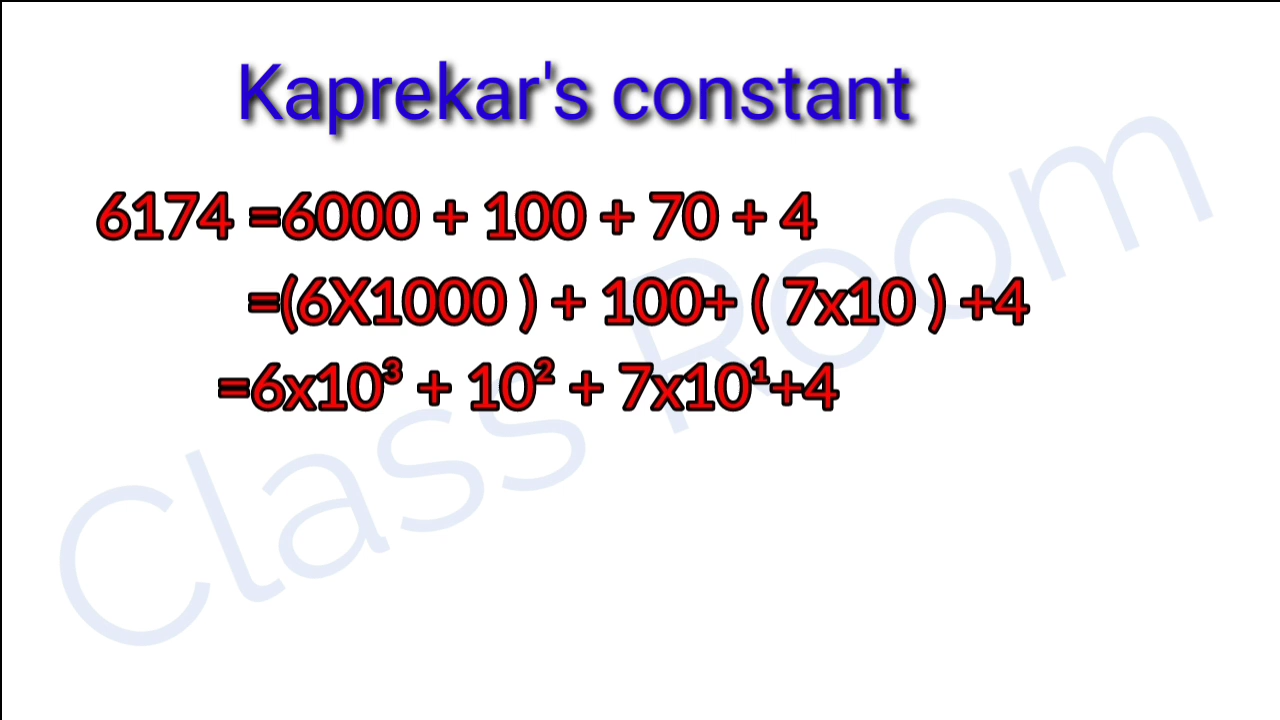 Kaprekar's constant
6174 =6000 + 100 + 70 + 4
=(6X1000 ) + 100+ ( 7x10 ) +4
=6x10³ + 10² + 7x10¹+4
Class Room